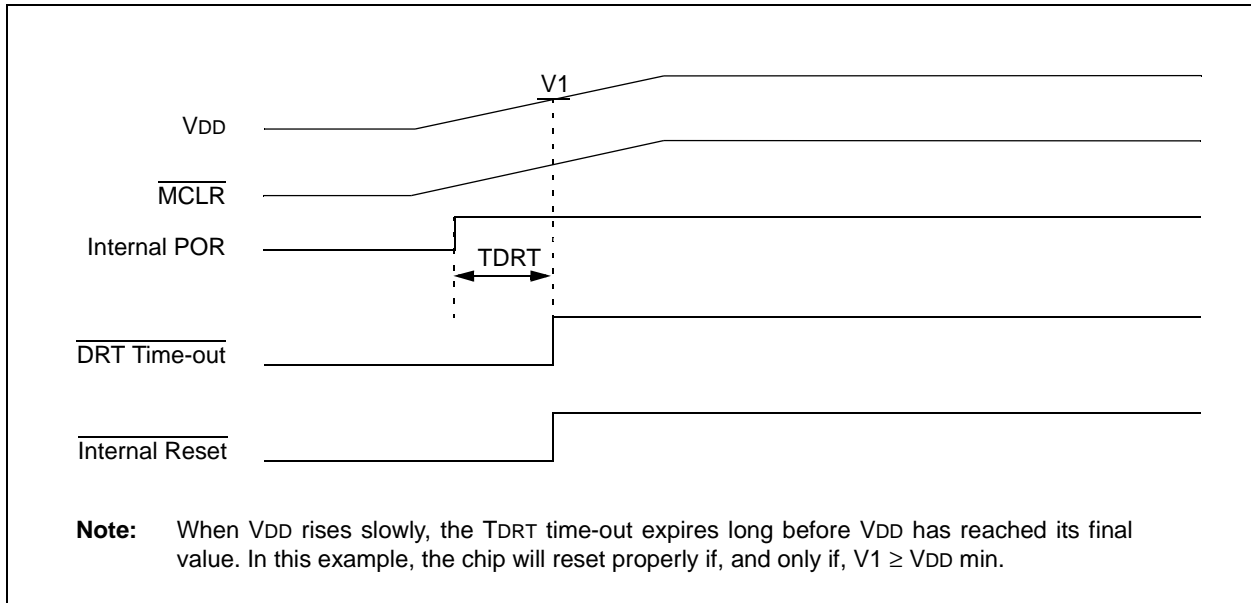 V1
VDD
MCLR
Internal POR
TDRT
DRT Time-out
Internal Reset
Note: When VDD rises slowly, the TDRT time-out expires long before VDD has reached its final
value. In this example, the chip will reset properly if, and only if, V1 ≥ VDD min.